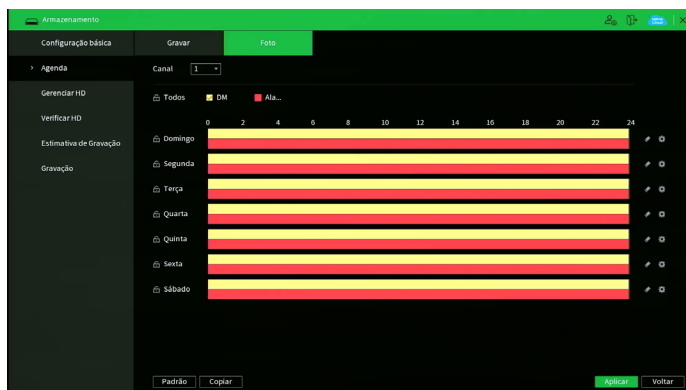 Armazenamento
Configuração básica
Gravar
Foto
Agenda
Canal
1
Gerenciar HD
Todos
DM
Ala...
Verificar HD
0 2 4 6 8 10 12 14 16 18 20 22 24
Domingo
Estimativa de Gravação
Segunda
Gravação
Terça
Quarta
Quinta
Sexta
Sábado
Padrão
Copiar
Aplicar
Voltar